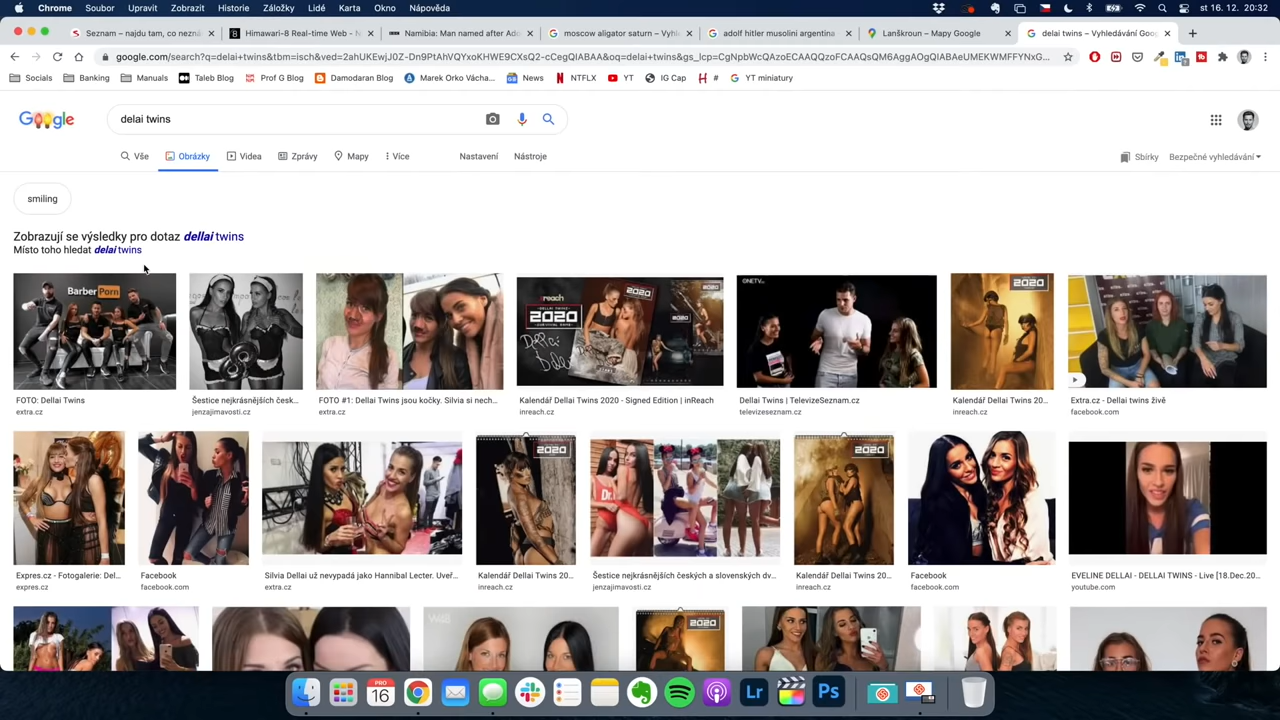 Chrome Soubor Upravit Zobrazit Historie Záložky Lidé Karta Okno Nápověda
st 16. 12. 20:32
Seznam – najdu tam, co nezn
Himawari-8 Real-time Web - N
Namibia: Man named after Ado
moscow aligator saturn – Vyhl
adolf hitler musolini argentina
Lanškroun – Mapy Google
delai twins – Vyhledávání Goo
google.com/search?q=delai+twins&tbm=isch&ved=2ahUKEwjJ0Z-Dn9PtAhVQYxoKHWE9CXsQ2-cCegQIABAA&oq=delai+twins&gs_lcp=CgNpbWcQAzoECAAQQzoFCAAQsQM6AggAOgQIABAeUMEKWMFFYNxG...
Socials Banking Manuals Taleb Blog Prof G Blog Damodaran Blog Marek Orko Vácha... News NTFLX YT IG Cap # YT miniatury
Google
delai twins
Vše Obrázky Videa Zprávy Mapy Více Nastavení Nástroje Sbírky Bezpečné vyhledávání
smiling
Zobrazují se výsledky pro dotaz dellai twins
Místo toho hledat delai twins
Barber Porn
2020
2020
©NETV
2020
FOTO: Dellai Twins
extra.cz
Šestice nejkrásnějších česk...
jenzajimavosti.cz
FOTO #1: Dellai Twins jsou kočky. Silvia si nech...
extra.cz
Kalendář Dellai Twins 2020 - Signed Edition | inReach
inreach.cz
Dellai Twins | TelevizeSeznam.cz
televizeseznam.cz
Kalendář Dellai Twins 20...
inreach.cz
Extra.cz - Dellai twins živě
facebook.com
2020
2020
Expres.cz - Fotogalerie: Del...
expres.cz
Facebook
facebook.com
Silvia Dellai už nevypadá jako Hannibal Lecter. Uveř...
extra.cz
Kalendář Dellai Twins 20...
inreach.cz
Šestice nejkrásnějších českých a slovenských dv...
jenzajimavosti.cz
Kalendář Dellai Twins 20...
inreach.cz
Facebook
facebook.com
EVELINE DELLAI - DELLAI TWINS - Live [18.Dec.20...
youtube.com
2020
PRO
16
Lr
Ps